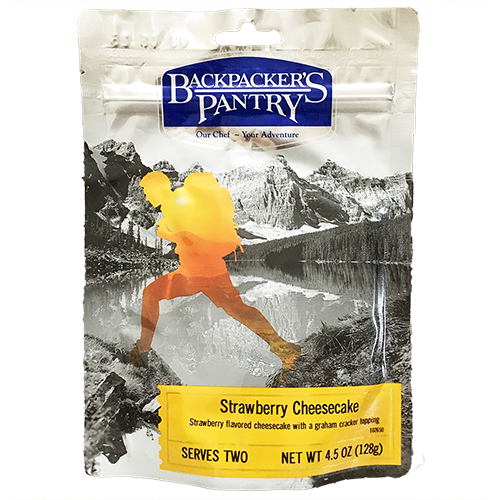 BACKPACKER'S
PANTRY
Our Chef – Your Adventure
Strawberry Cheesecake
Strawberry flavored cheesecake with a graham cracker topping
102650
SERVES TWO NET WT 4.5 OZ (128g)